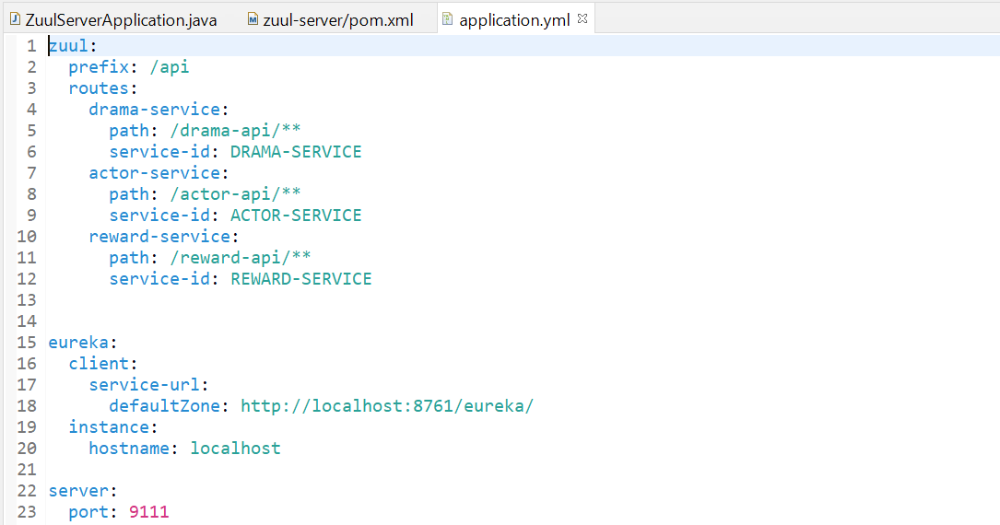 ZuulServerApplication.java zuul-server/pom.xml application.yml
1 zuul:
2   prefix: /api
3   routes:
4     drama-service:
5       path: /drama-api/**
6       service-id: DRAMA-SERVICE
7     actor-service:
8       path: /actor-api/**
9       service-id: ACTOR-SERVICE
10     reward-service:
11       path: /reward-api/**
12       service-id: REWARD-SERVICE
13
14
15 eureka:
16   client:
17     service-url:
18       defaultZone: http://localhost:8761/eureka/
19   instance:
20     hostname: localhost
21
22 server:
23   port: 9111